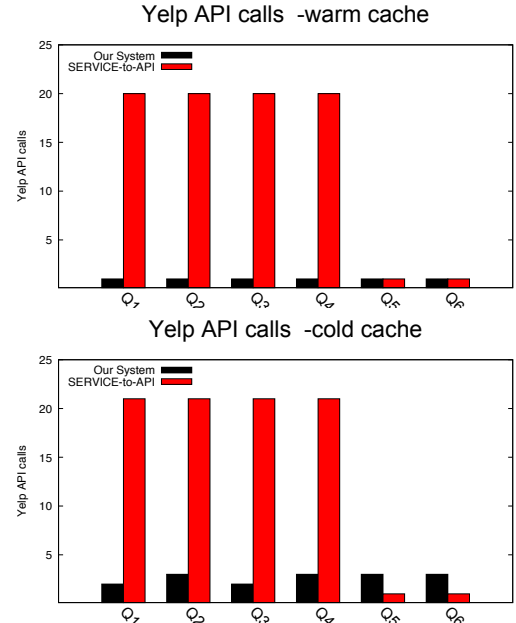 Yelp API calls -warm cache
25
Our System
SERVICE-to-API
20
15
Yelp API calls
10
5
Q1 Q2 Q3 Q4 Q5 Q6
Yelp API calls -cold cache
25
Our System
SERVICE-to-API
20
15
Yelp API calls
10
5
Q1 Q2 Q3 Q4 Q5 Q6